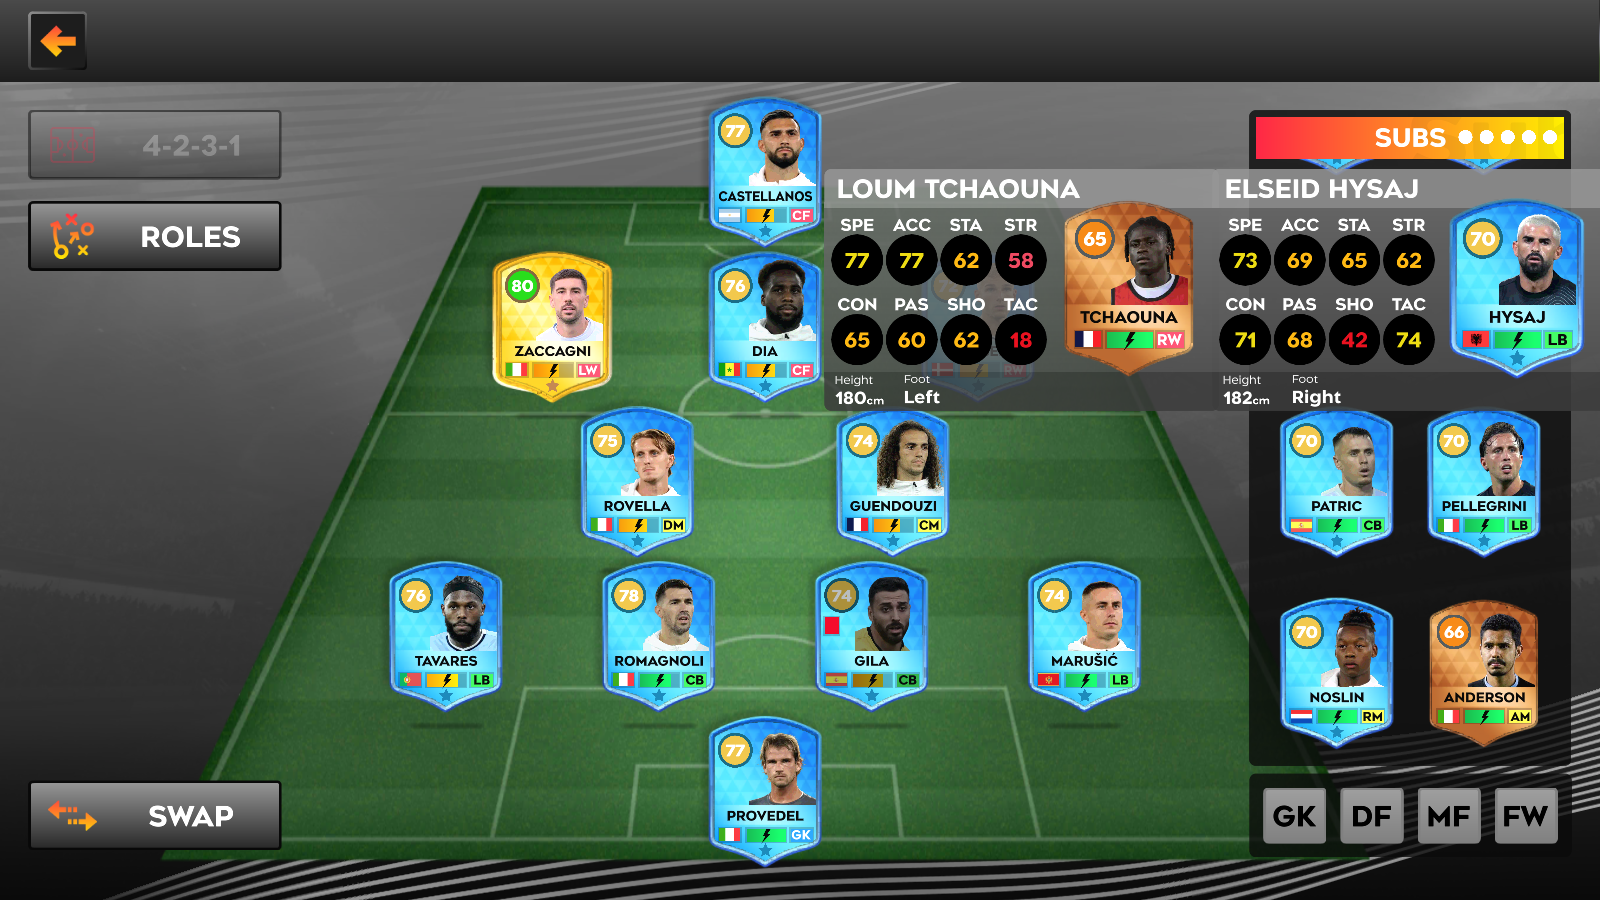 4-2-3-1
ROLES
SWAP
SUBS
77
CASTELLANOS
CF
80
ZACCAGNI
LW
76
DIA
CF
LOUM TCHAOUNA
SPE ACC STA STR
77 77 62 58
CON PAS SHO TAC
65 60 62 18
Height Foot
180cm Left
65
TCHAOUNA
RW
ELSEID HYSAJ
SPE ACC STA STR
73 69 65 62
CON PAS SHO TAC
71 68 42 74
Height Foot
182cm Right
70
HYSAJ
LB
RW
75
ROVELLA
DM
74
GUENDOUZI
CM
70
PATRIC
CB
70
PELLEGRINI
LB
76
TAVARES
LB
78
ROMAGNOLI
CB
74
GILA
CB
74
MARUŠIĆ
LB
70
NOSLIN
RM
66
ANDERSON
AM
77
PROVEDEL
GK
GK DF MF FW